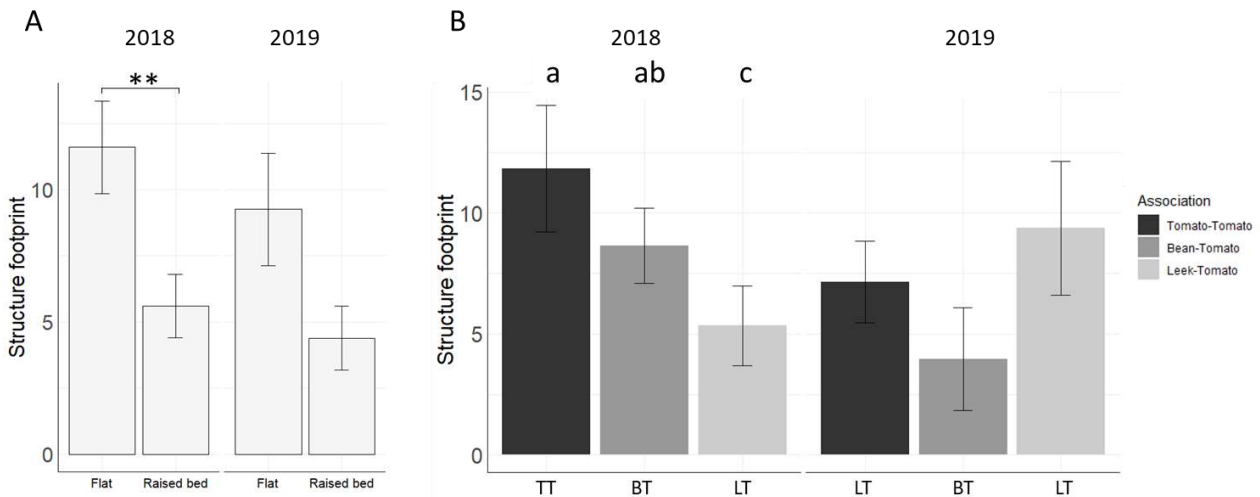 A
2018 2019
**
Structure footprint
10
5
0
Flat Raised bed Flat Raised bed
B
2018 2019
a ab c
Structure footprint
15
10
5
0
TT BT LT LT BT LT
Association
Tomato-Tomato
Bean-Tomato
Leek-Tomato